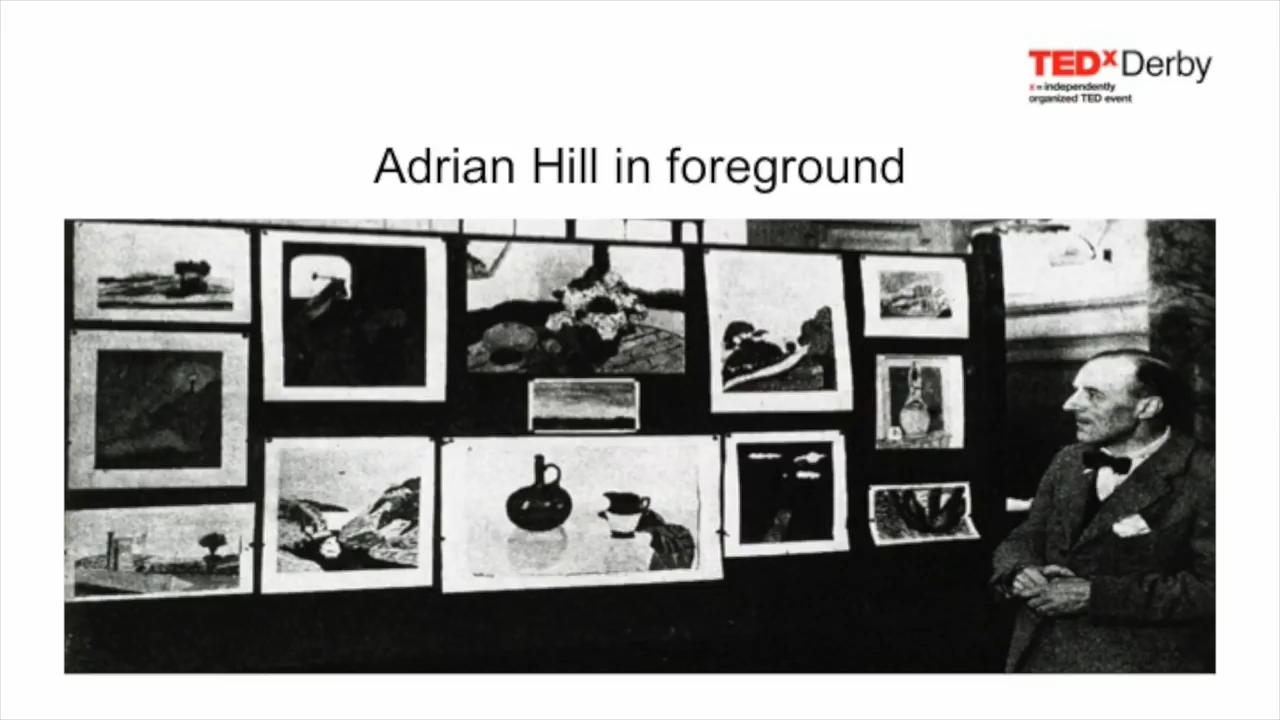 TEDxDerby
x = independently
organized TED event
Adrian Hill in foreground